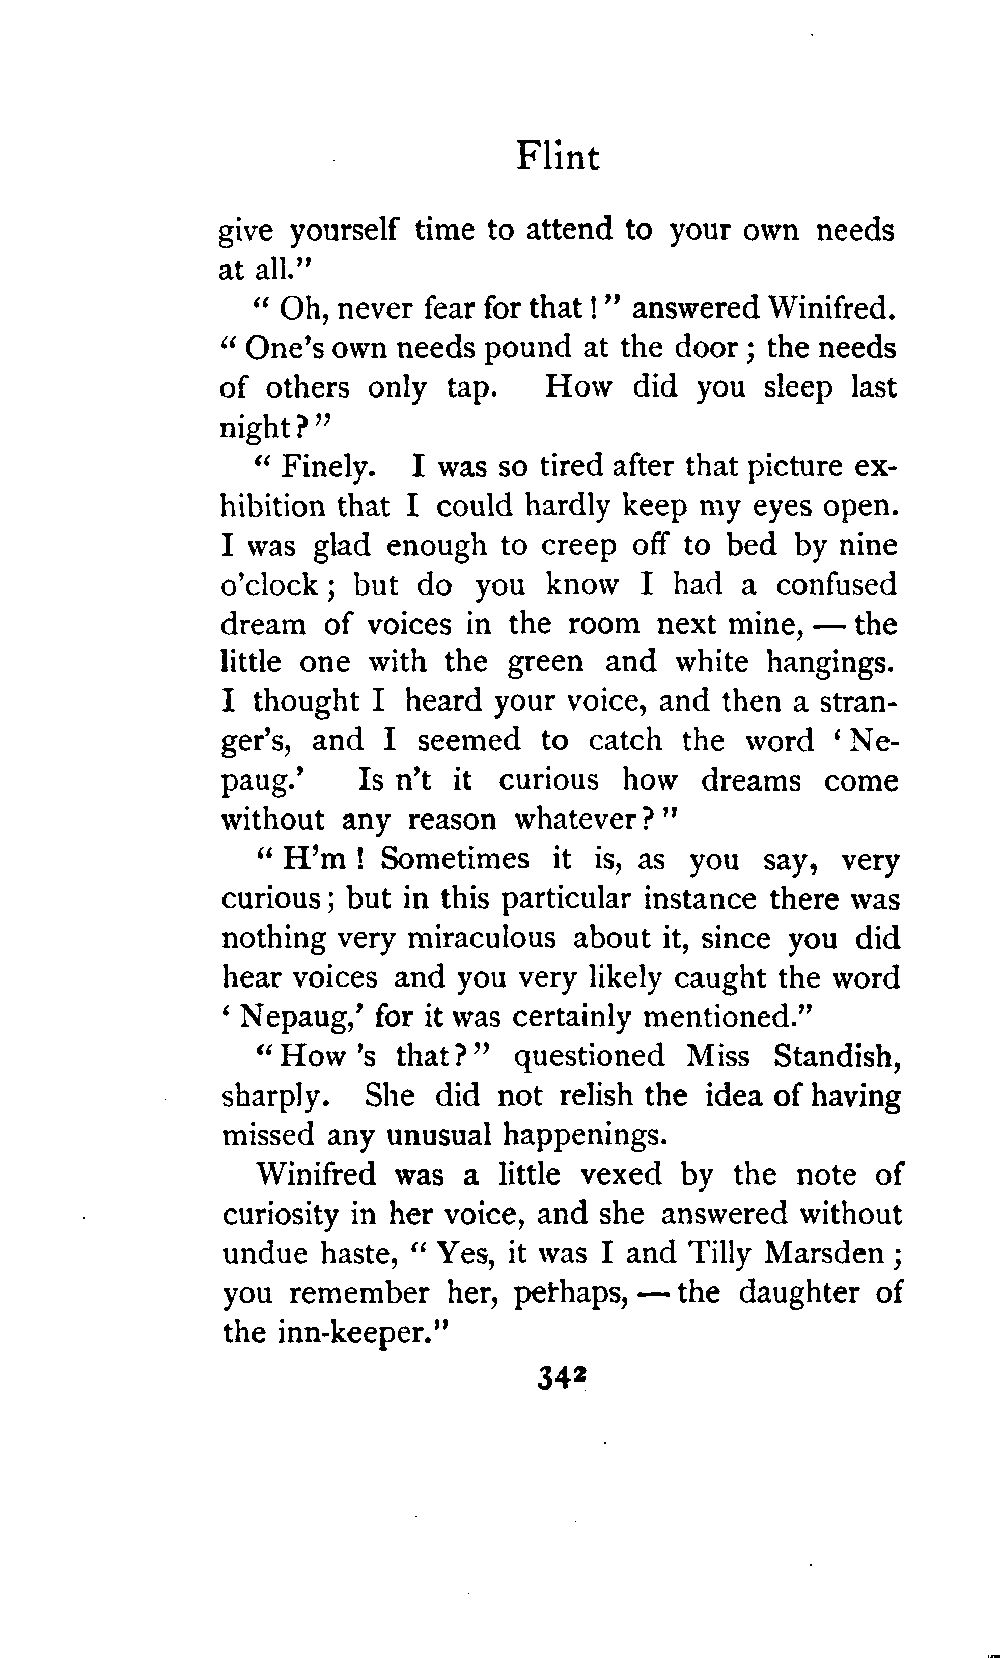 Flint
give yourself time to attend to your own needs
at all."
" Oh, never fear for that ! " answered Winifred.
" One's own needs pound at the door ; the needs
of others only tap. How did you sleep last
night ? "
" Finely. I was so tired after that picture ex-
hibition that I could hardly keep my eyes open.
I was glad enough to creep off to bed by nine
o'clock ; but do you know I had a confused
dream of voices in the room next mine, — the
little one with the green and white hangings.
I thought I heard your voice, and then a stran-
ger's, and I seemed to catch the word ' Ne-
paug.' Is n't it curious how dreams come
without any reason whatever ? "
" H'm ! Sometimes it is, as you say, very
curious ; but in this particular instance there was
nothing very miraculous about it, since you did
hear voices and you very likely caught the word
' Nepaug,' for it was certainly mentioned."
" How 's that ? " questioned Miss Standish,
sharply. She did not relish the idea of having
missed any unusual happenings.
Winifred was a little vexed by the note of
curiosity in her voice, and she answered without
undue haste, " Yes, it was I and Tilly Marsden ;
you remember her, perhaps, — the daughter of
the inn-keeper."
342